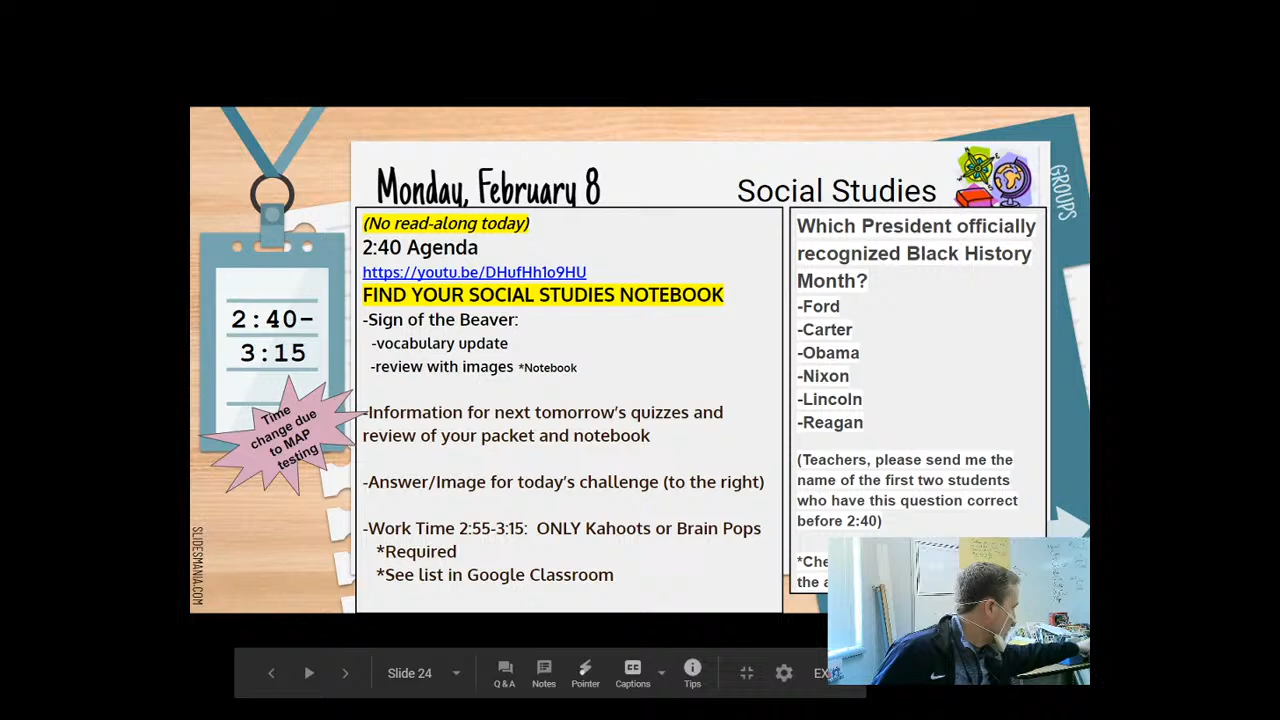 Monday, February 8
Social Studies
GROUPS
(No read-along today)
2:40 Agenda
https://youtu.be/DHufHh1o9HU
FIND YOUR SOCIAL STUDIES NOTEBOOK
-Sign of the Beaver:
-vocabulary update
-review with images *Notebook
-Information for next tomorrow's quizzes and
review of your packet and notebook
-Answer/Image for today's challenge (to the right)
-Work Time 2:55-3:15: ONLY Kahoots or Brain Pops
*Required
*See list in Google Classroom
Which President officially
recognized Black History
Month?
-Ford
-Carter
-Obama
-Nixon
-Lincoln
-Reagan
(Teachers, please send me the
name of the first two students
who have this question correct
before 2:40)
the
2:40-
3:15
Time
change due
to MAP
testing
SLIDESMANIA.COM
Slide 24
Q & A
Notes
Pointer
Captions
Tips